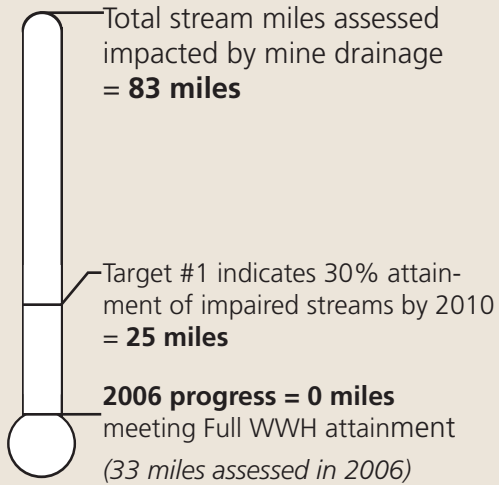 Total stream miles assessed
impacted by mine drainage
= 83 miles
Target #1 indicates 30% attain-
ment of impaired streams by 2010
= 25 miles
2006 progress = 0 miles
meeting Full WWH attainment
(33 miles assessed in 2006)